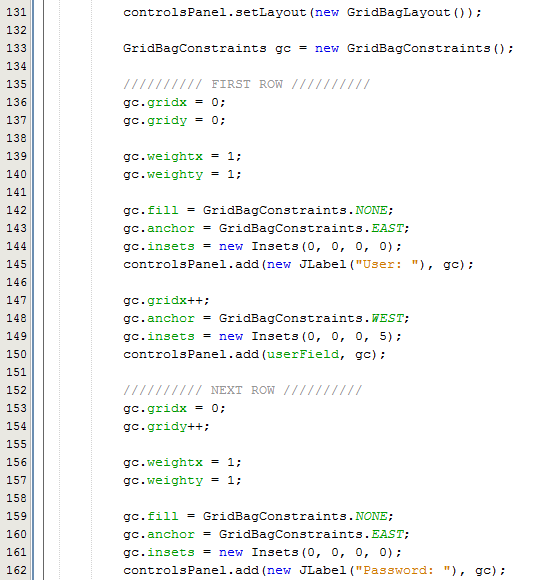 131 controlsPanel.setLayout(new GridBagLayout());
132
133 GridBagConstraints gc = new GridBagConstraints();
134
135 ////////// FIRST ROW //////////
136 gc.gridx = 0;
137 gc.gridy = 0;
138
139 gc.weightx = 1;
140 gc.weighty = 1;
141
142 gc.fill = GridBagConstraints.NONE;
143 gc.anchor = GridBagConstraints.EAST;
144 gc.insets = new Insets(0, 0, 0, 0);
145 controlsPanel.add(new JLabel("User: "), gc);
146
147 gc.gridx++;
148 gc.anchor = GridBagConstraints.WEST;
149 gc.insets = new Insets(0, 0, 0, 5);
150 controlsPanel.add(userField, gc);
151
152 ////////// NEXT ROW //////////
153 gc.gridx = 0;
154 gc.gridy++;
155
156 gc.weightx = 1;
157 gc.weighty = 1;
158
159 gc.fill = GridBagConstraints.NONE;
160 gc.anchor = GridBagConstraints.EAST;
161 gc.insets = new Insets(0, 0, 0, 0);
162 controlsPanel.add(new JLabel("Password: "), gc);